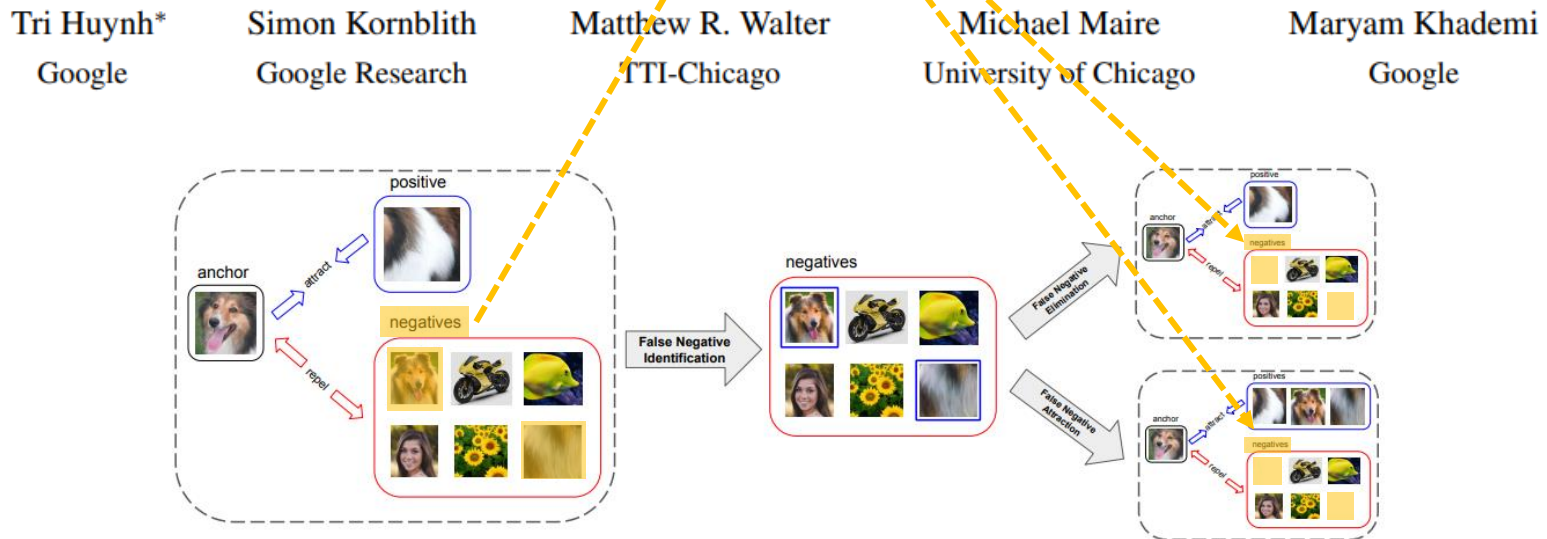 Tri Huynh* Simon Kornblith Matthew R. Walter Michael Maire Maryam Khademi
Google Google Research TTI-Chicago University of Chicago Google
positive
anchor
attract
negatives
repel
False Negative
Identification
negatives
False Negative
Elimination
False Negative
Attraction
positive
anchor
attract
negatives
repel
positives
anchor
attract
negatives
repel